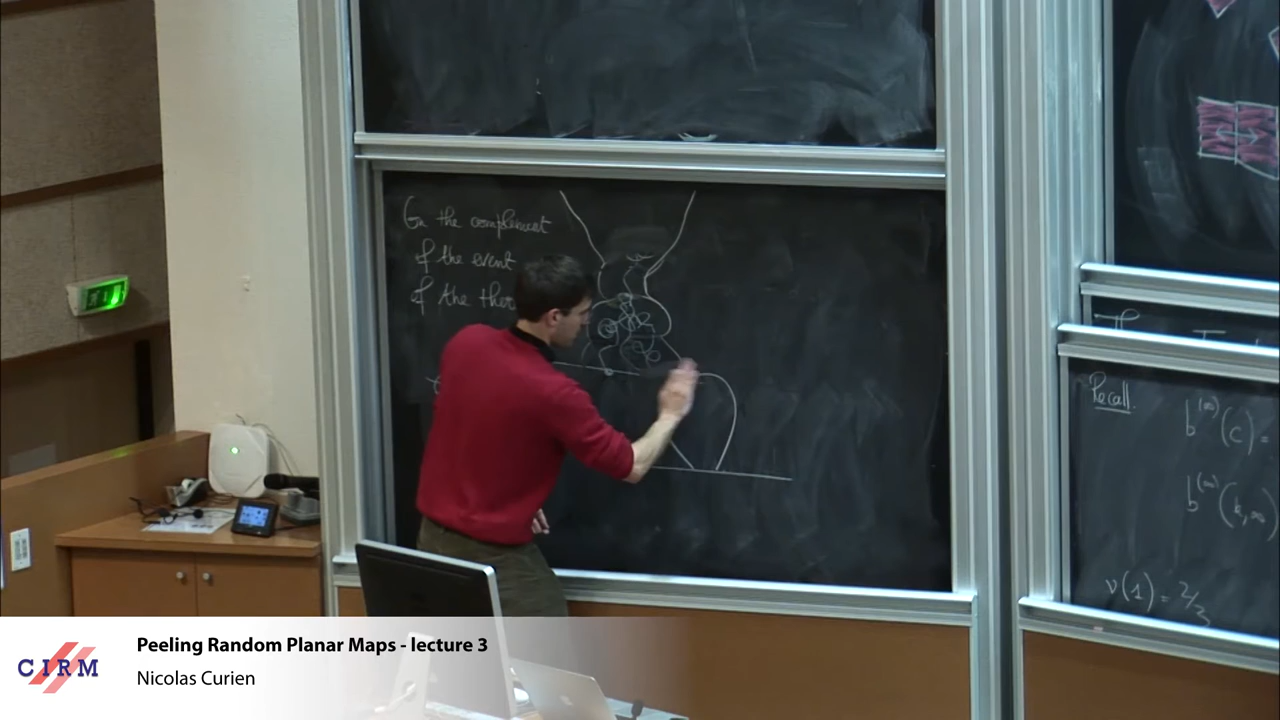 On the complement
of the event
of the
Recall
b^(∞)(c) =
b^(∞)(k,∞)
ν(1) = 2/3
CIRM
Peeling Random Planar Maps - lecture 3
Nicolas Curien